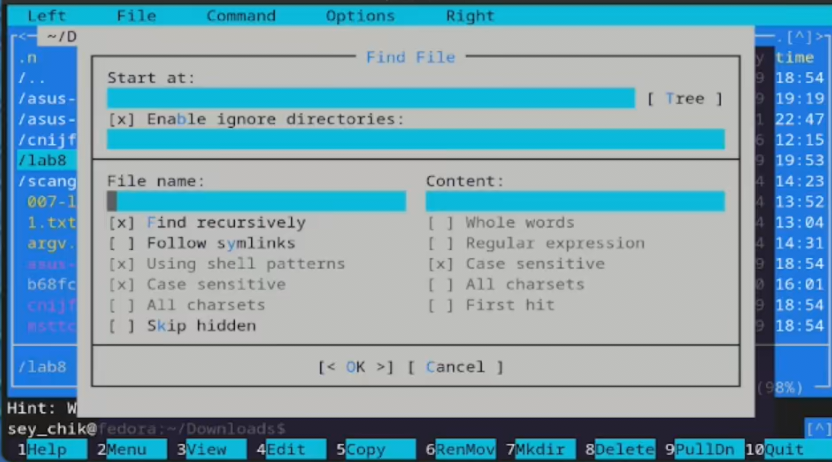 Left File Command Options Right
<─ ~/D .[^]>
.n Find File y time
/.. Start at: 9 18:54
/asus- [ Tree ] 9 19:19
/asus- [x] Enable ignore directories: 1 22:47
/cnijf 6 12:15
/lab8 9 19:53
/scang File name: Content: 4 14:23
007-l 4 13:52
1.txt [x] Find recursively [ ] Whole words 4 13:04
argv. [ ] Follow symlinks [ ] Regular expression 4 14:31
asus- [x] Using shell patterns [x] Case sensitive 9 18:54
b68fc [x] Case sensitive [ ] All charsets 0 16:01
cnijf [ ] All charsets [ ] First hit 9 18:54
msttc [ ] Skip hidden 9 18:54
/lab8 [< OK >] [ Cancel ]
(98%)
Hint: W
sey_chik@fedora:~/Downloads$ [^]
1Help 2Menu 3View 4Edit 5Copy 6RenMov 7Mkdir 8Delete 9PullDn 10Quit